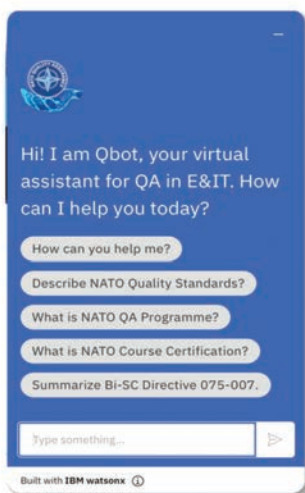 Hi! I am Qbot, your virtual
assistant for QA in E&IT. How
can I help you today?
How can you help me?
Describe NATO Quality Standards?
What is NATO QA Programme?
What is NATO Course Certification?
Summarize Bi-SC Directive 075-007.
Type something...
Built with IBM watsonx